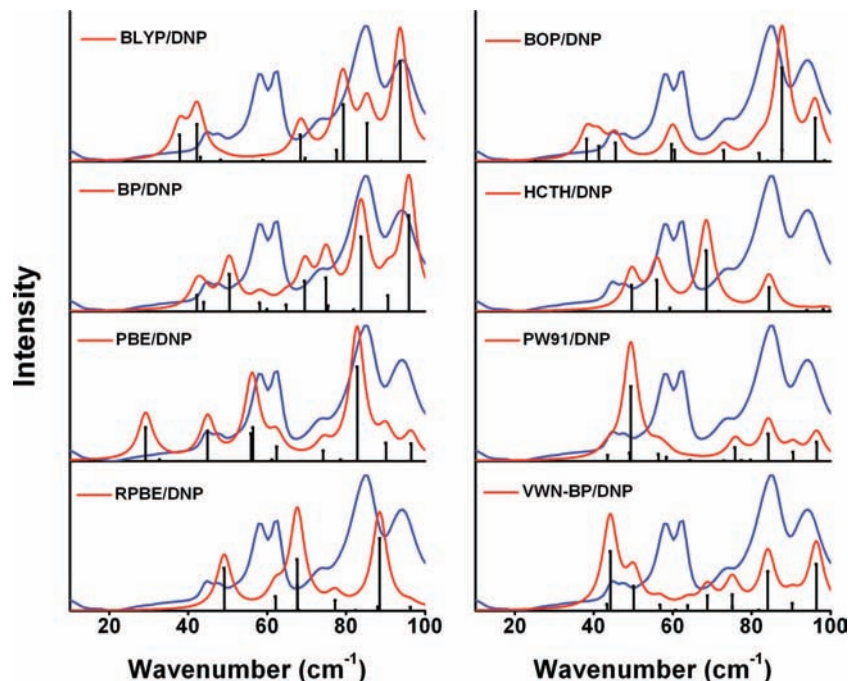 BLYP/DNP
BOP/DNP
BP/DNP
HCTH/DNP
PBE/DNP
PW91/DNP
RPBE/DNP
VWN-BP/DNP
Intensity
20 40 60 80 100
20 40 60 80 100
Wavenumber (cm⁻¹)
Wavenumber (cm⁻¹)